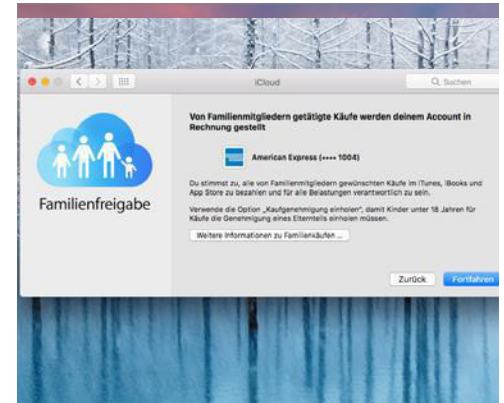 iCloud
Suchen
Von Familienmitgliedern getätigte Käufe werden deinem Account in
Rechnung gestellt
American Express (•••• 1004)
Du stimmst zu, alle von Familienmitgliedern gewünschten Käufe im iTunes, iBooks und
App Store zu bezahlen und für alle Belastungen verantwortlich zu sein.
Verwende die Option „Kaufgenehmigung einholen“, damit Kinder unter 18 Jahren für
Käufe die Genehmigung eines Elternteils einholen müssen.
Weitere Informationen zu Familienkäufen ...
Familienfreigabe
Zurück
Fortfahren